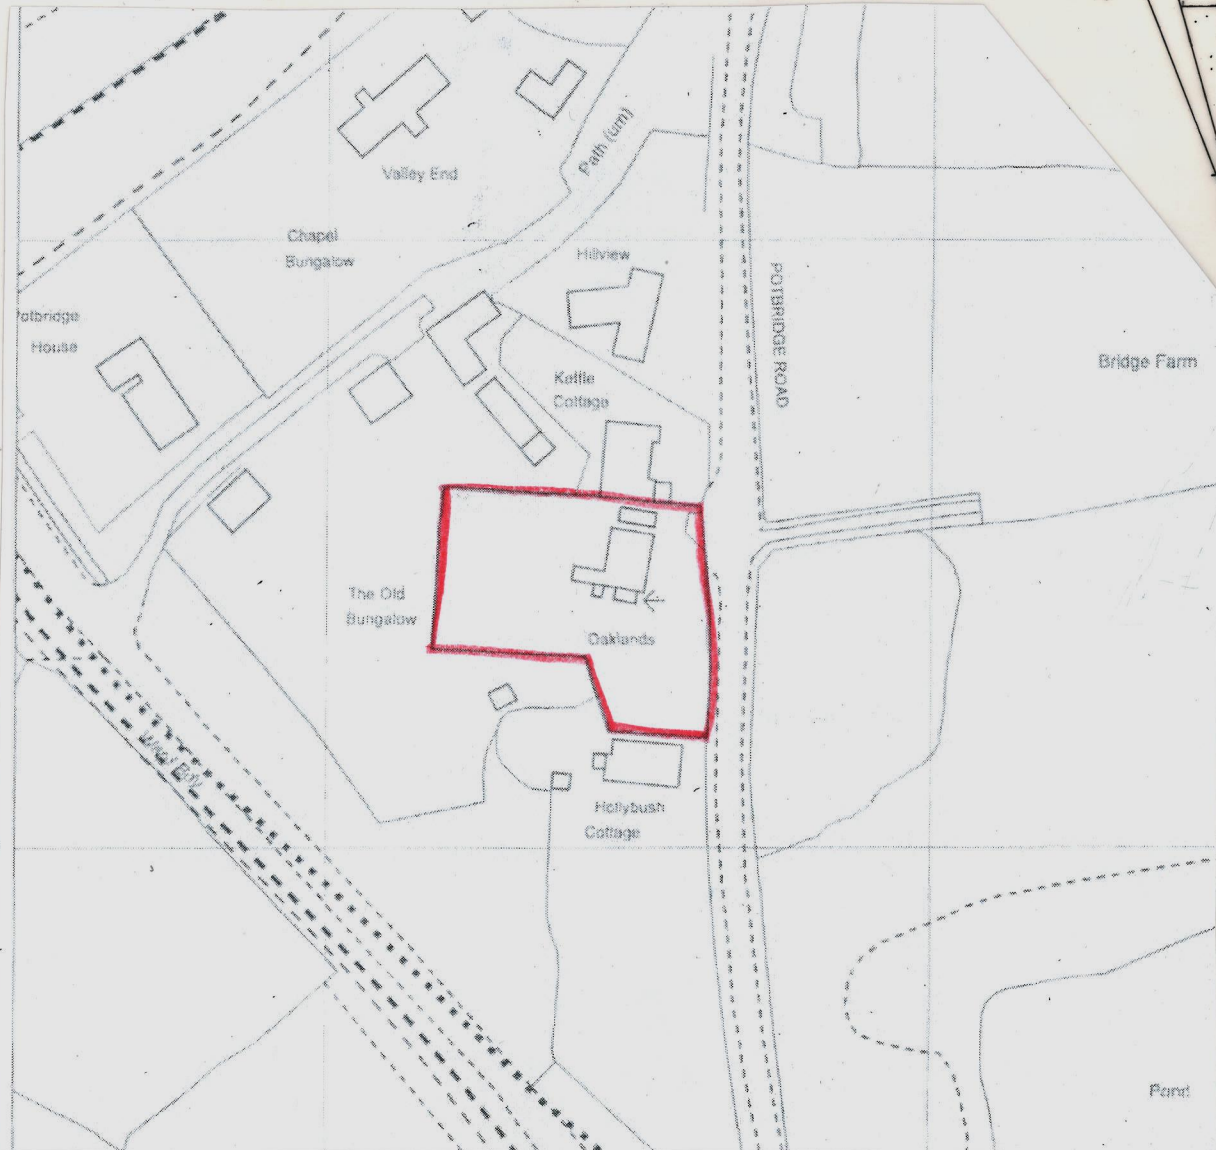 Path (um)
Valley End
Chapel
Bungalow
Hillview
POTBRIDGE ROAD
House
Bridge Farm
Kettle
Cottage
The Old
Bungalow
Oaklands
Hollybush
Cottage
Pond